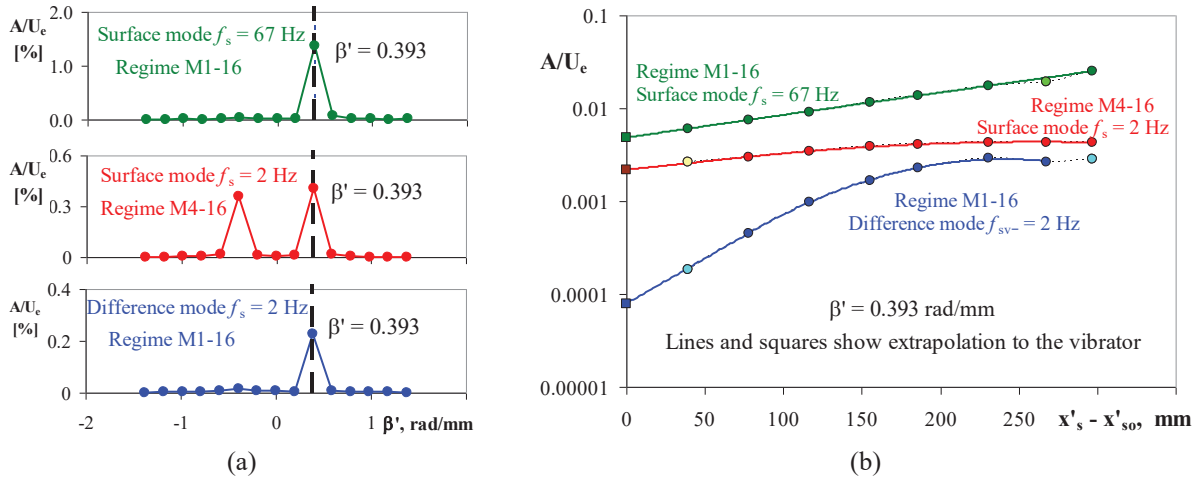 A/Uₑ
[%]
2.0
1.0
0.0
Surface mode fₛ = 67 Hz
Regime M1-16
β' = 0.393
A/Uₑ
[%]
0.6
0.3
0
Surface mode fₛ = 2 Hz
Regime M4-16
β' = 0.393
A/Uₑ
[%]
0.4
0.2
0
Difference mode fₛ = 2 Hz
Regime M1-16
β' = 0.393
-2 -1 0 1 β', rad/mm
(a)
A/Uₑ
0.1
0.01
0.001
0.0001
0.00001
Regime M1-16
Surface mode fₛ = 67 Hz
Regime M4-16
Surface mode fₛ = 2 Hz
Regime M1-16
Difference mode fₛᵥ₋ = 2 Hz
β' = 0.393 rad/mm
Lines and squares show extrapolation to the vibrator
0 50 100 150 200 250 x'ₛ - x'ₛₒ, mm
(b)